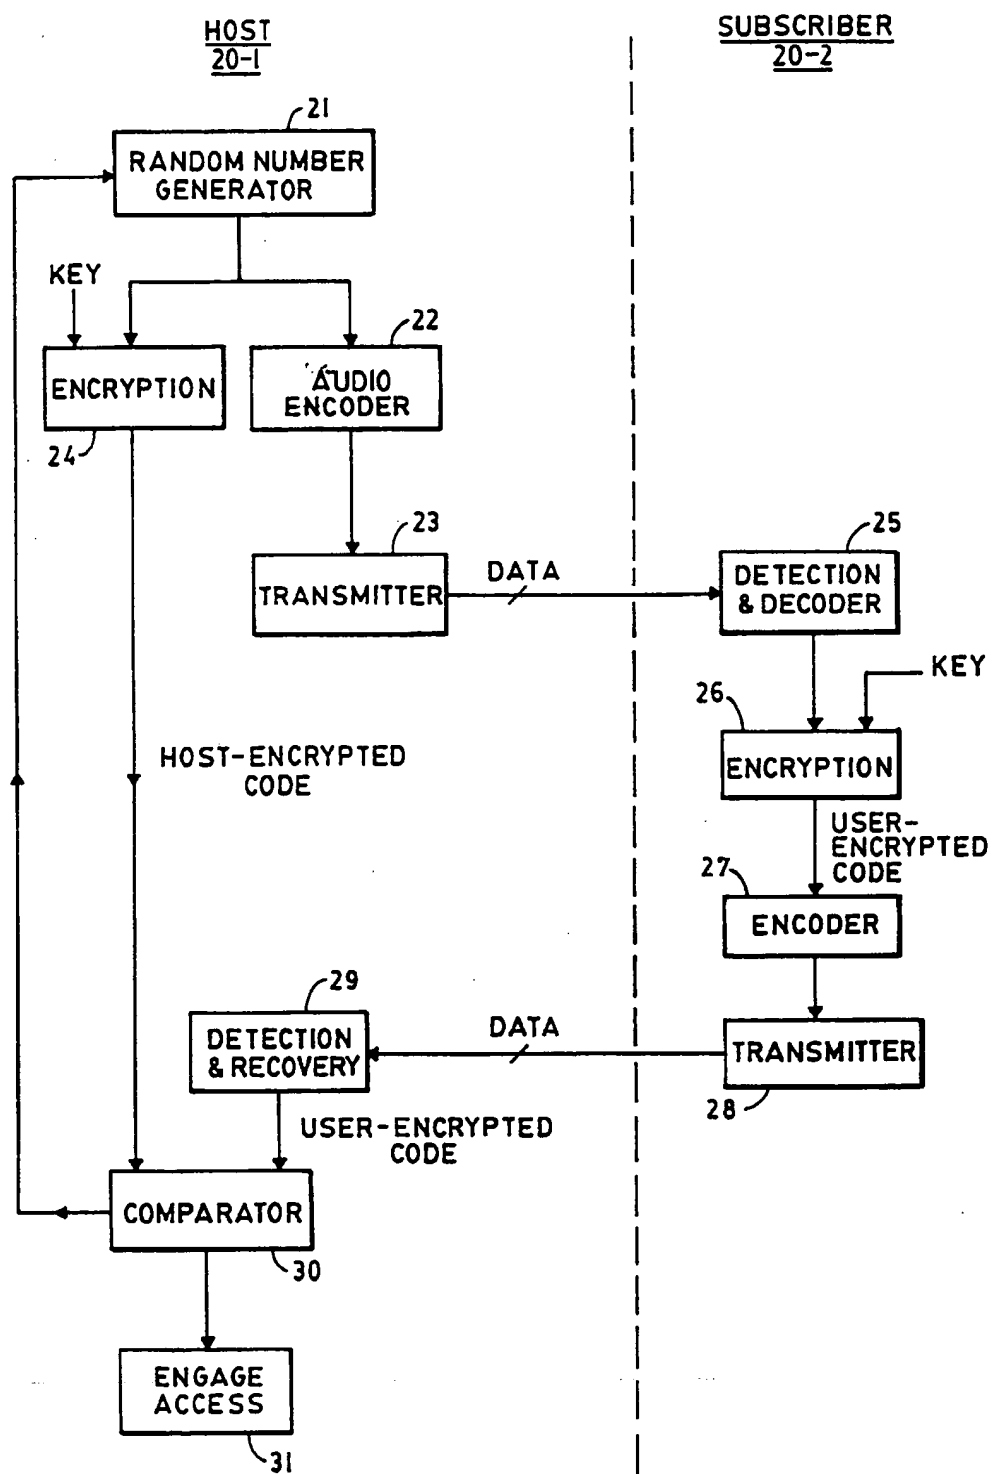 HOST
20-1
SUBSCRIBER
20-2
21
RANDOM NUMBER
GENERATOR
KEY
22
ENCRYPTION
AUDIO
ENCODER
24
23
TRANSMITTER
DATA
25
DETECTION
& DECODER
KEY
26
ENCRYPTION
HOST-ENCRYPTED
CODE
USER-
ENCRYPTED
CODE
27
ENCODER
29
DETECTION
& RECOVERY
DATA
TRANSMITTER
28
USER-ENCRYPTED
CODE
COMPARATOR
30
ENGAGE
ACCESS
31